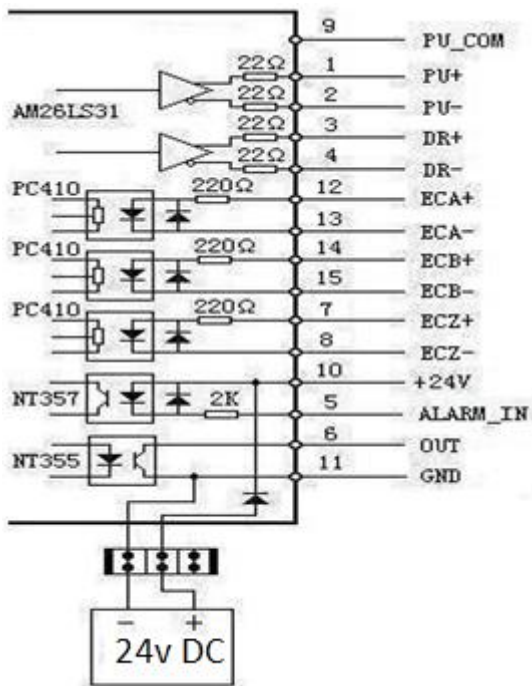 9 PU_COM
22Ω 1 PU+
22Ω 2 PU-
AM26LS31
22Ω 3 DR+
22Ω 4 DR-
PC410 220Ω 12 ECA+
13 ECA-
PC410 220Ω 14 ECB+
15 ECB-
PC410 220Ω 7 ECZ+
8 ECZ-
10 +24V
NT357 2K 5 ALARM_IN
6 OUT
NT355 11 GND
- +
24v DC